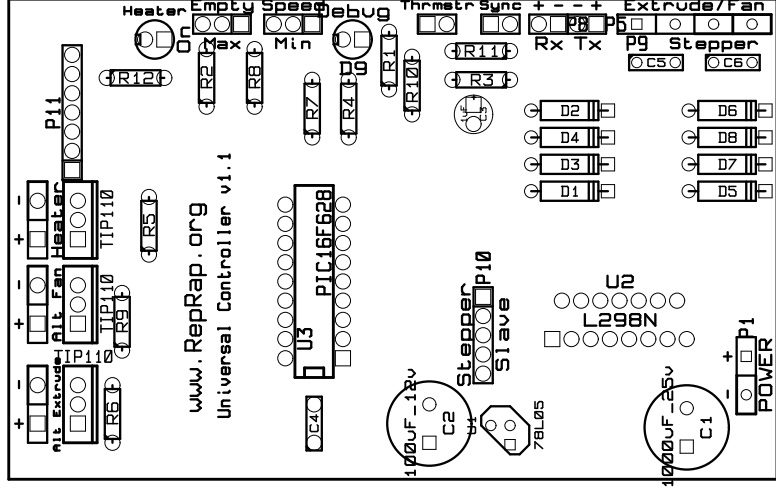 Heater
On
Empty
Max
Speed
Min
Debug
D9
Thrmstr
Sync
+ - - +
P8
P5
Rx Tx
Extrude/Fan
P9
Stepper
C5
C6
P11
R12
R2
R8
R7
R4
R1
R10
R11
R3
1uF
C3
D2
D4
D3
D1
D6
D8
D7
D5
-
+
Heater
TIP110
R5
-
+
Alt Fan
TIP110
R9
TIP110
-
+
Alt Extrude
R6
www.RepRap.org
Universal Controller v1.1
PIC16F628
U3
C4
P10
Stepper
Slave
U2
L298N
P1
+
-
POWER
100uF_12v
C2
U1
78L05
1000uF_25v
C1